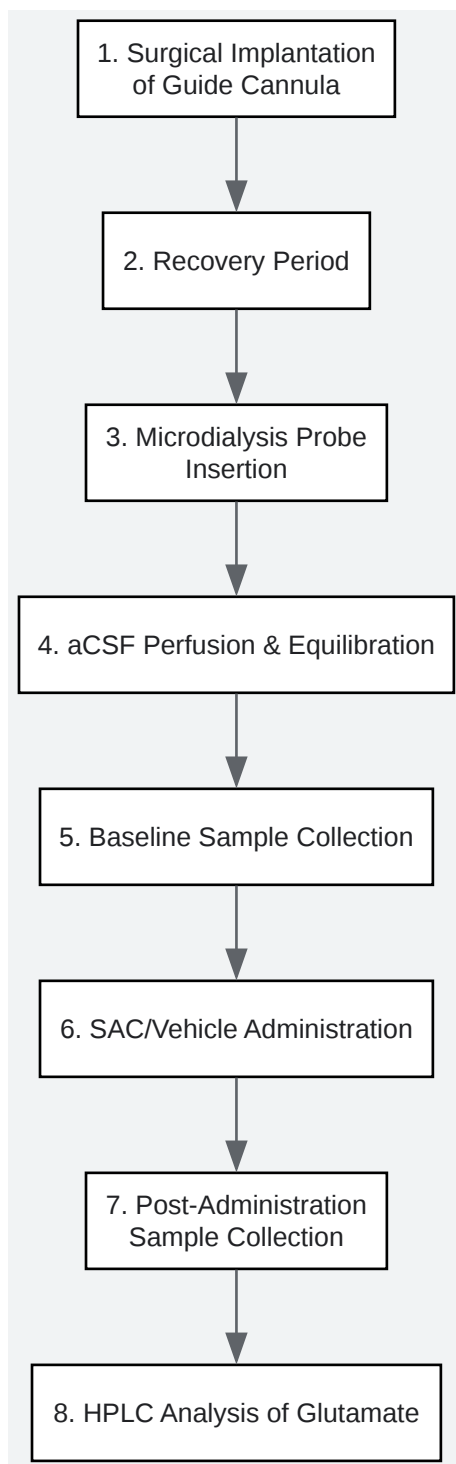 1. Surgical Implantation
of Guide Cannula
2. Recovery Period
3. Microdialysis Probe
Insertion
4. aCSF Perfusion & Equilibration
5. Baseline Sample Collection
6. SAC/Vehicle Administration
7. Post-Administration
Sample Collection
8. HPLC Analysis of Glutamate